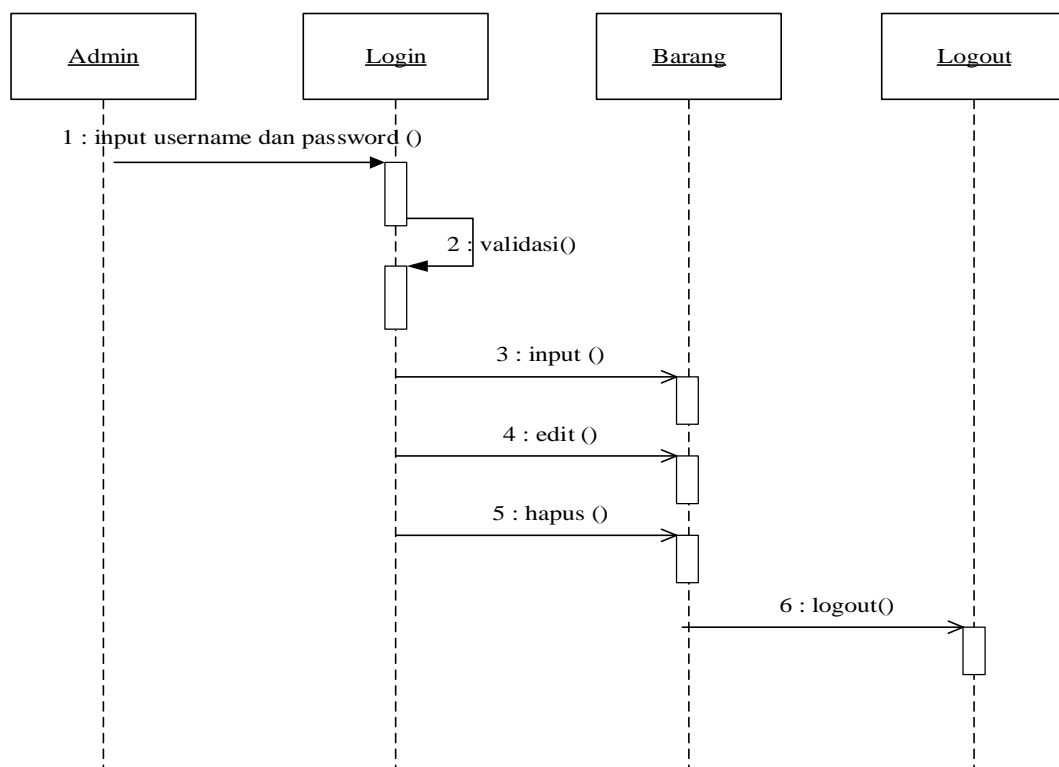 Admin
Login
Barang
Logout
1 : input username dan password ()
2 : validasi()
3 : input ()
4 : edit ()
5 : hapus ()
6 : logout()